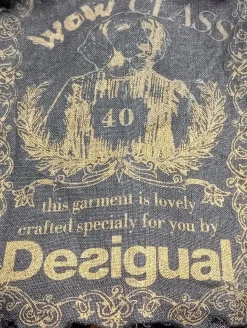 WOW CLASS
40
this garment is lovely
crafted specialy for you by
Desigual